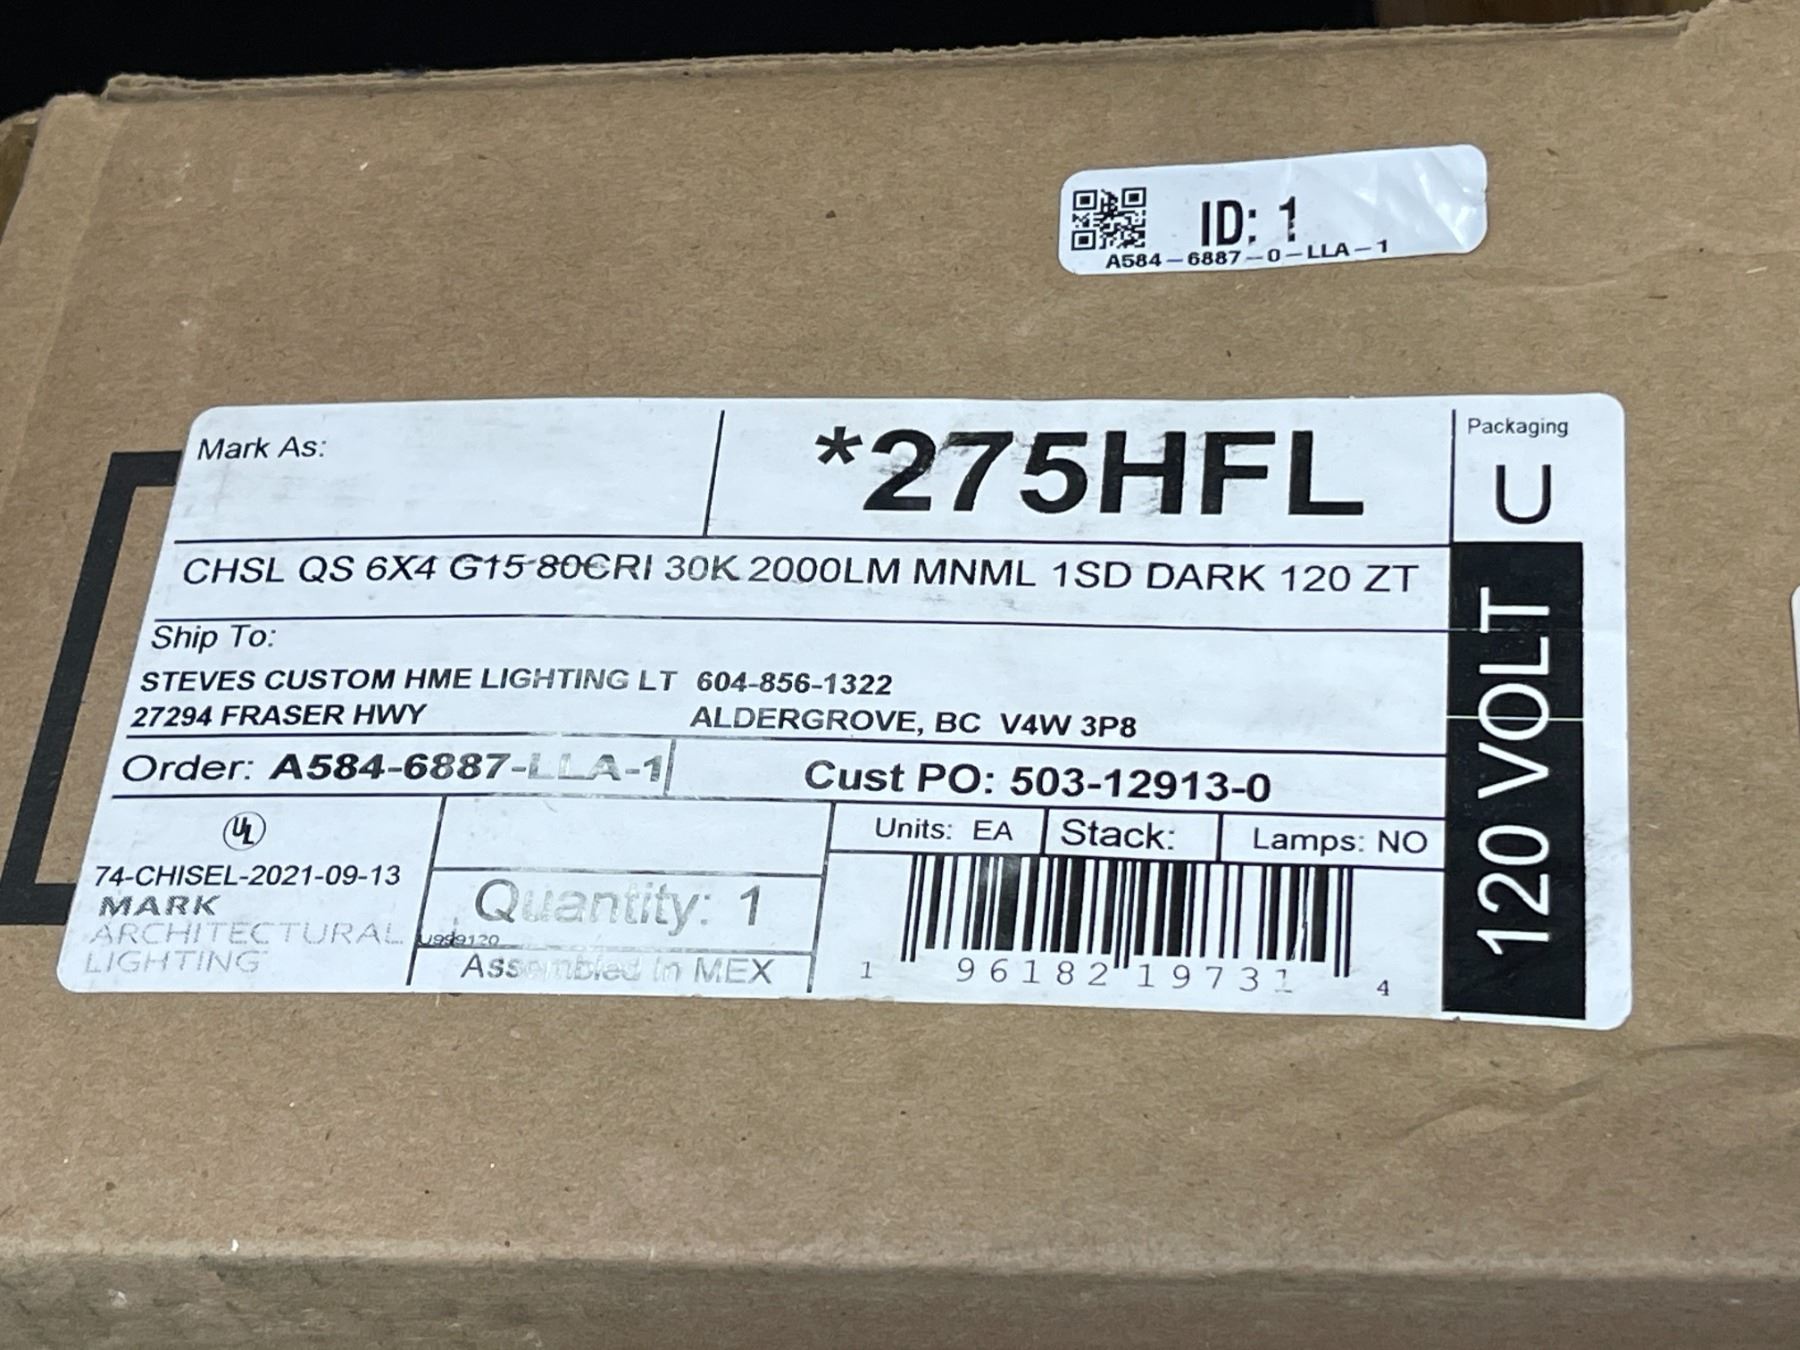 ID: 1
A584-6887-0-LLA-1
Mark As:
*275HFL
Packaging
U
CHSL QS 6X4 G15 80CRI 30K 2000LM MNML 1SD DARK 120 ZT
Ship To:
STEVES CUSTOM HME LIGHTING LT 604-856-1322
27294 FRASER HWY ALDERGROVE, BC V4W 3P8
Order: A584-6887-LLA-1
Cust PO: 503-12913-0
120 VOLT
UL
74-CHISEL-2021-09-13
MARK
ARCHITECTURAL
LIGHTING
Quantity: 1
U999120
Assembled in MEX
Units: EA
Stack:
Lamps: NO
1 96182 19731 4